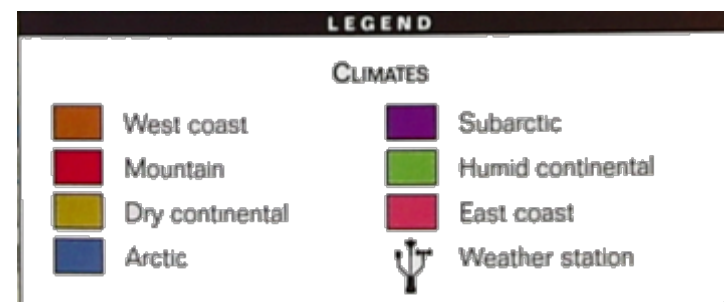 LEGEND
CLIMATES
West coast
Mountain
Dry continental
Arctic
Subarctic
Humid continental
East coast
Weather station